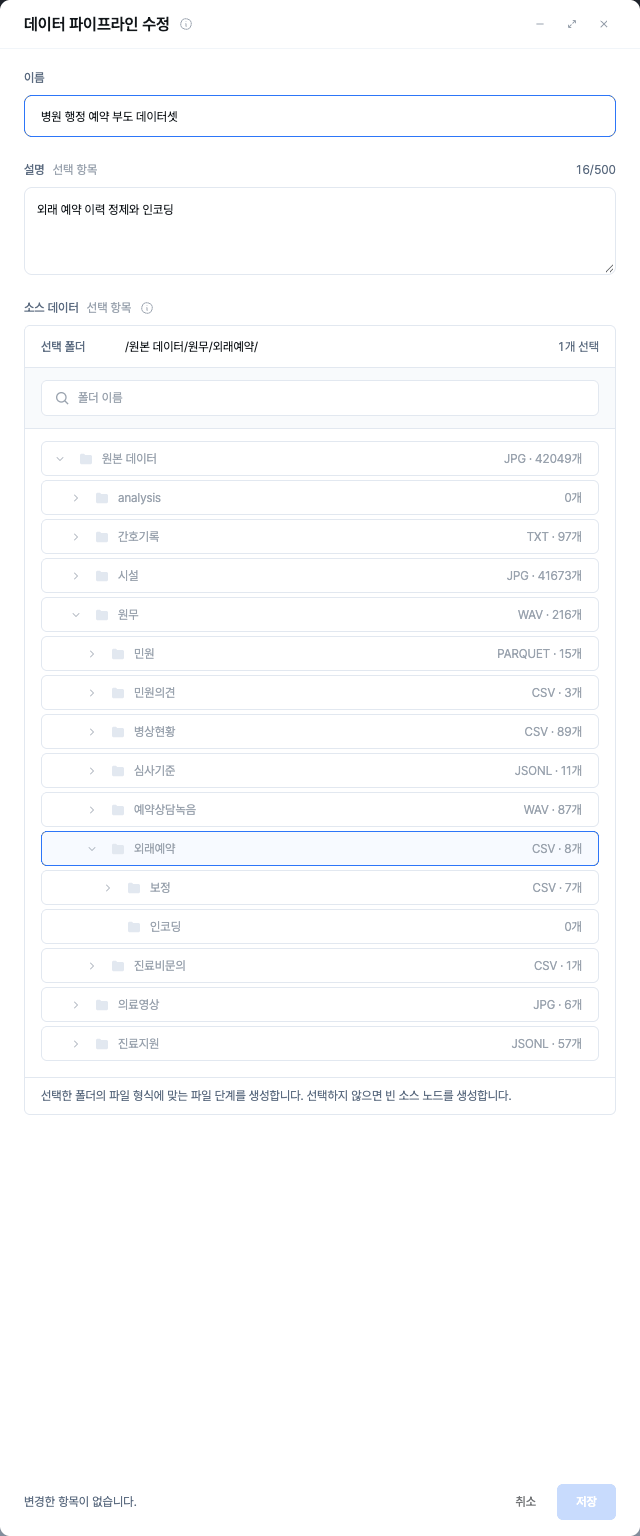 데이터 파이프라인 수정
이름
병원 행정 예약 부도 데이터셋
설명 선택 항목 16/500
외래 예약 이력 정제와 인코딩
소스 데이터 선택 항목
선택 폴더 /원본 데이터/원무/외래예약/ 1개 선택
폴더 이름
원본 데이터 JPG · 42049개
analysis 0개
간호기록 TXT · 97개
시설 JPG · 41673개
원무 WAV · 216개
민원 PARQUET · 15개
민원의견 CSV · 3개
병상현황 CSV · 89개
심사기준 JSONL · 11개
예약상담녹음 WAV · 87개
외래예약 CSV · 8개
보정 CSV · 7개
인코딩 0개
진료비문의 CSV · 1개
의료영상 JPG · 6개
진료지원 JSONL · 57개
선택한 폴더의 파일 형식에 맞는 파일 단계를 생성합니다. 선택하지 않으면 빈 소스 노드를 생성합니다.
변경한 항목이 없습니다. 취소 저장